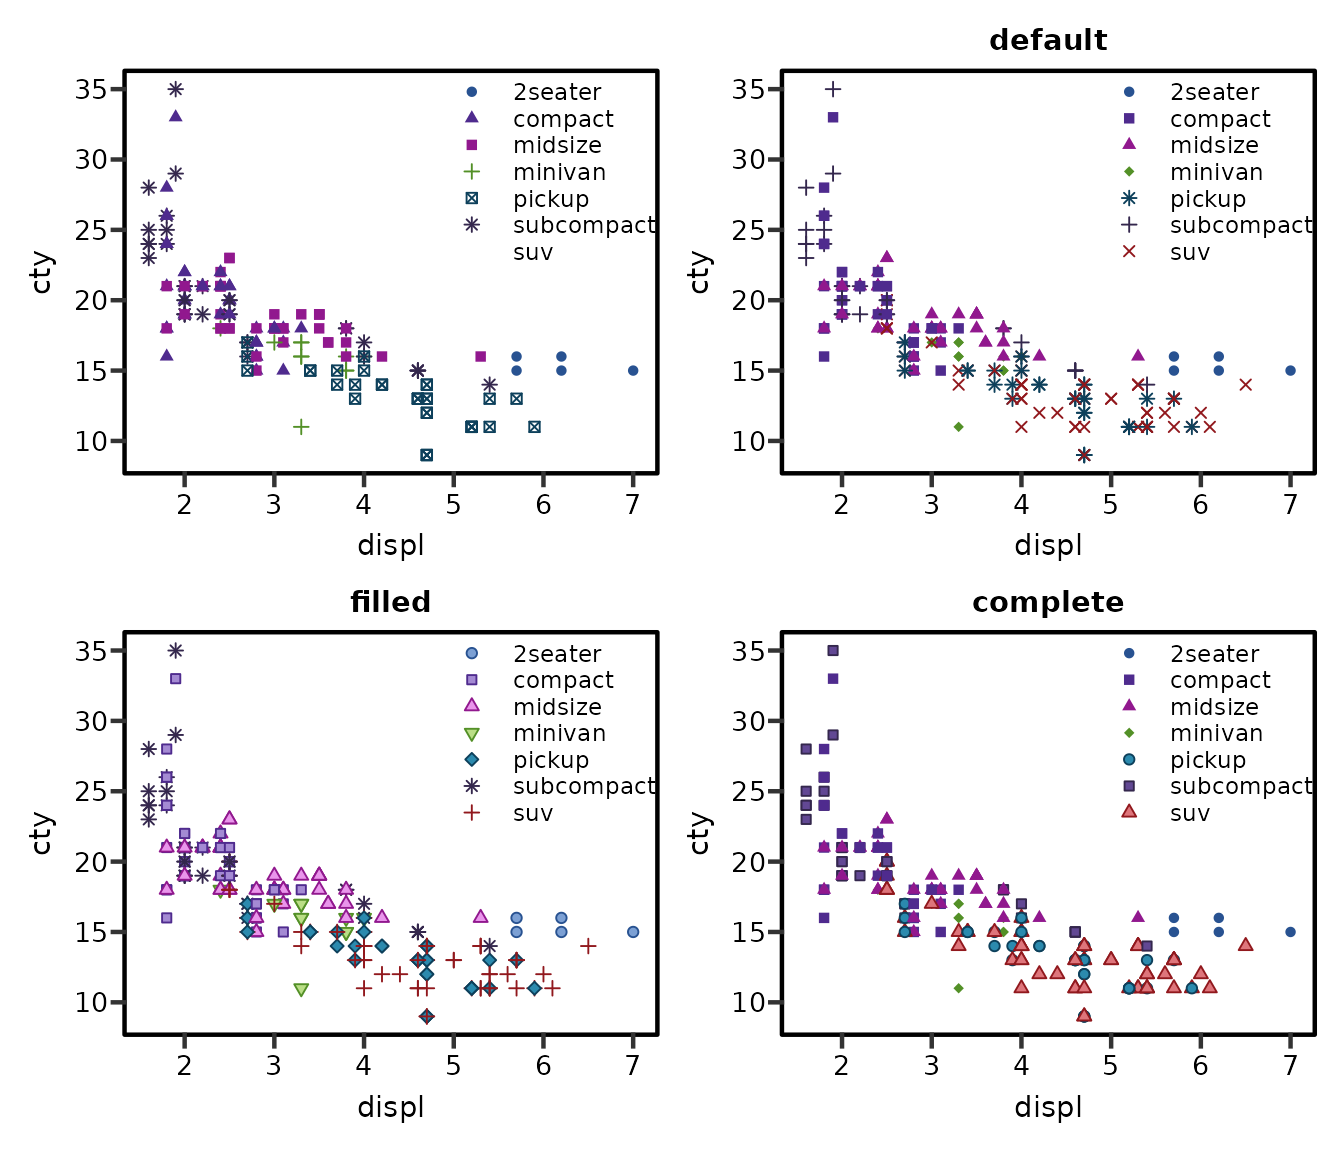 default
35
30
25
20
15
10
cty
2 3 4 5 6 7
displ
2seater
compact
midsize
minivan
pickup
subcompact
suv
35
30
25
20
15
10
cty
2 3 4 5 6 7
displ
2seater
compact
midsize
minivan
pickup
subcompact
suv
filled
35
30
25
20
15
10
cty
2 3 4 5 6 7
displ
2seater
compact
midsize
minivan
pickup
subcompact
suv
complete
35
30
25
20
15
10
cty
2 3 4 5 6 7
displ
2seater
compact
midsize
minivan
pickup
subcompact
suv